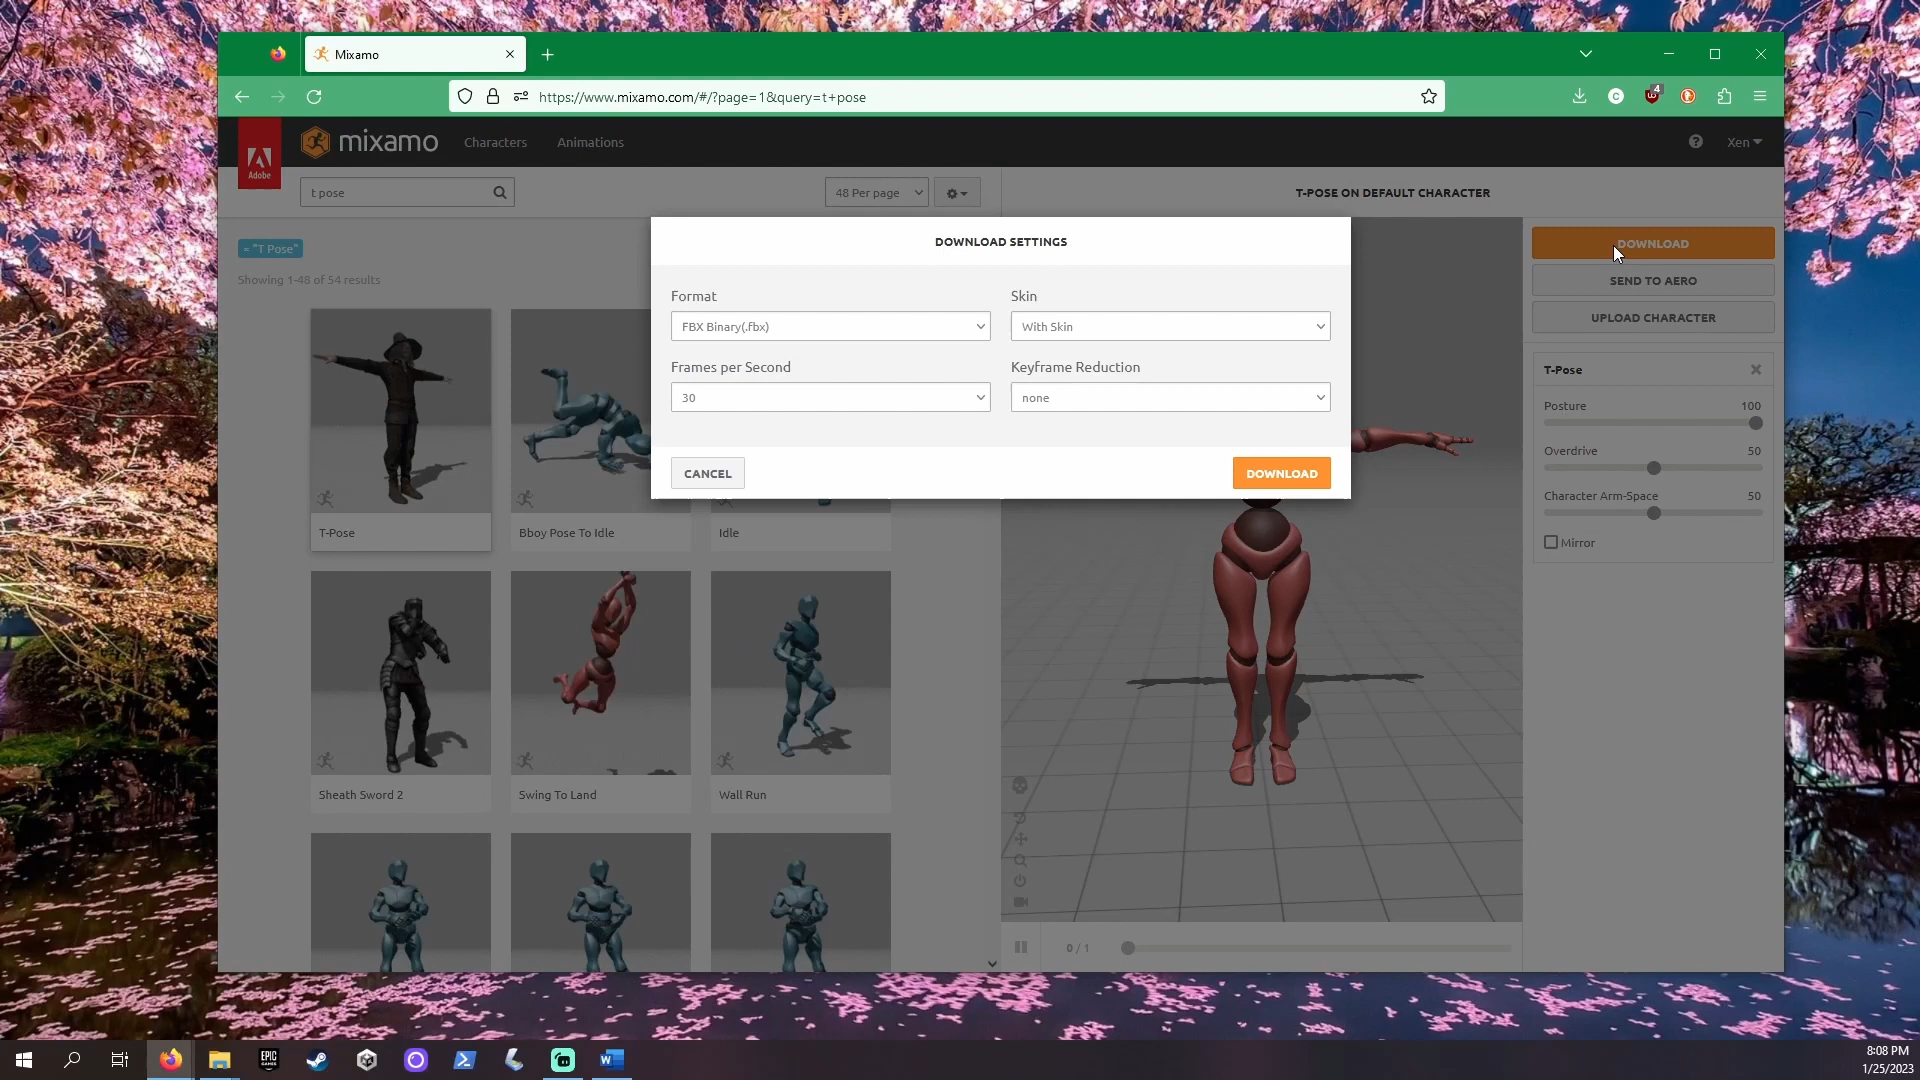 Mixamo
https://www.mixamo.com/#/?page=1&query=t+pose
4
Adobe
mixamo
Characters
Animations
Xen
t pose
48 Per page
T-POSE ON DEFAULT CHARACTER
= "T Pose"
Showing 1-48 of 54 results
DOWNLOAD SETTINGS
Format
Skin
FBX Binary(.fbx)
With Skin
Frames per Second
Keyframe Reduction
30
none
CANCEL
DOWNLOAD
DOWNLOAD
SEND TO AERO
UPLOAD CHARACTER
T-Pose
Posture
100
Overdrive
50
Character Arm-Space
50
Mirror
T-Pose
Bboy Pose To Idle
Idle
Sheath Sword 2
Swing To Land
Wall Run
0 / 1
EPIC
GAMES
W
8:08 PM
1/25/2023